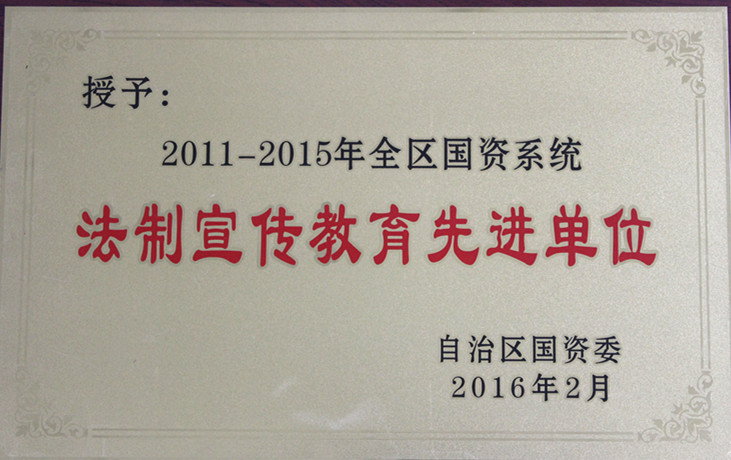 授予：
2011-2015年全区国资系统
法制宣传教育先进单位
自治区国资委
2016年2月